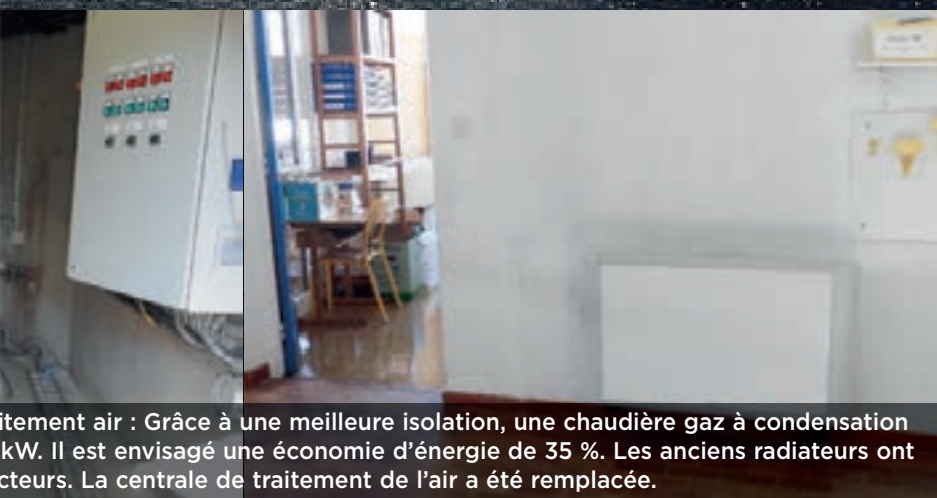 itement air : Grâce à une meilleure isolation, une chaudière gaz à condensation
kW. Il est envisagé une économie d’énergie de 35 %. Les anciens radiateurs ont
cteurs. La centrale de traitement de l’air a été remplacée.